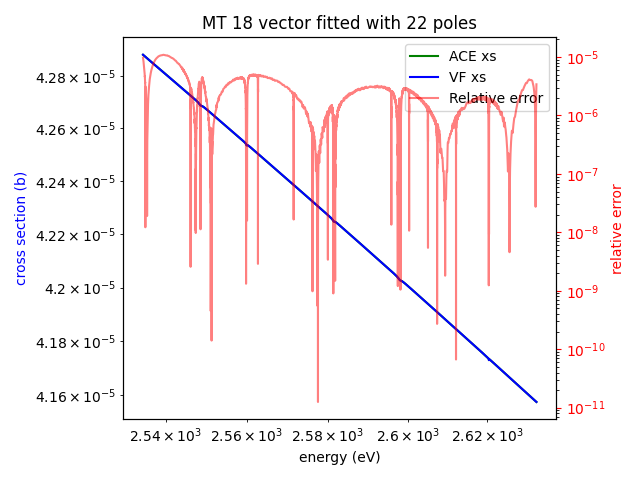 MT 18 vector fitted with 22 poles
ACE xs
VF xs
Relative error
4.28 × 10⁻⁵
4.26 × 10⁻⁵
4.24 × 10⁻⁵
4.22 × 10⁻⁵
4.2 × 10⁻⁵
4.18 × 10⁻⁵
4.16 × 10⁻⁵
cross section (b)
10⁻⁵
10⁻⁶
10⁻⁷
10⁻⁸
10⁻⁹
10⁻¹⁰
10⁻¹¹
relative error
2.54 × 10³ 2.56 × 10³ 2.58 × 10³ 2.6 × 10³ 2.62 × 10³
energy (eV)